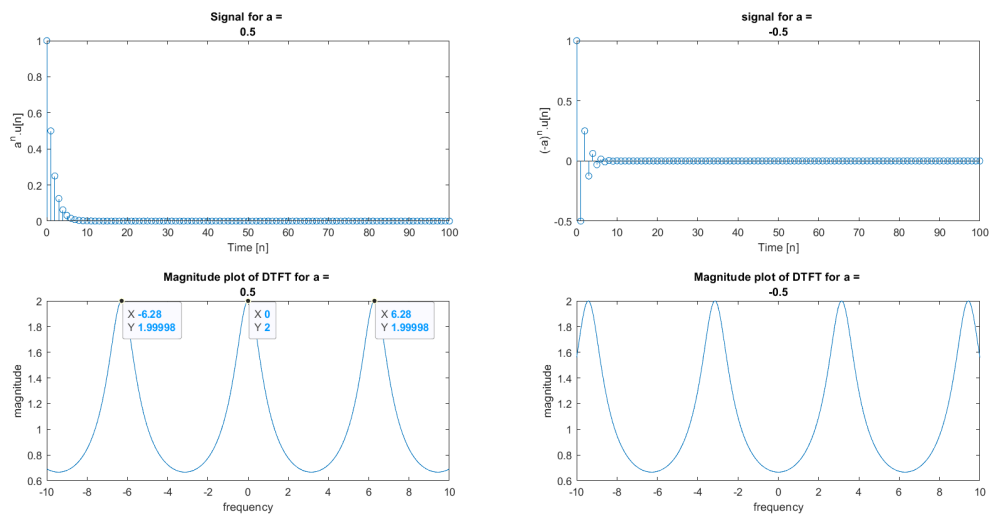 Signal for a =
0.5
1
0.8
0.6
0.4
0.2
0
aⁿ.u[n]
0 10 20 30 40 50 60 70 80 90 100
Time [n]
signal for a =
-0.5
1
0.5
0
-0.5
(-a)ⁿ.u[n]
0 10 20 30 40 50 60 70 80 90 100
Time [n]
Magnitude plot of DTFT for a =
0.5
2
1.8
1.6
1.4
1.2
1
0.8
0.6
magnitude
X -6.28
Y 1.99998
X 0
Y 2
X 6.28
Y 1.99998
-10 -8 -6 -4 -2 0 2 4 6 8 10
frequency
Magnitude plot of DTFT for a =
-0.5
2
1.8
1.6
1.4
1.2
1
0.8
0.6
magnitude
-10 -8 -6 -4 -2 0 2 4 6 8 10
frequency